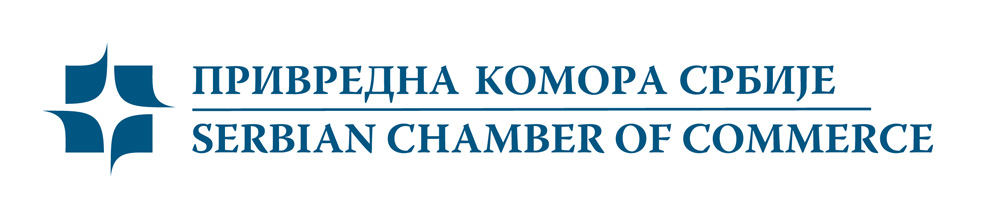 ПРИВРЕДНА КОМОРА СРБИЈЕ
SERBIAN CHAMBER OF COMMERCE